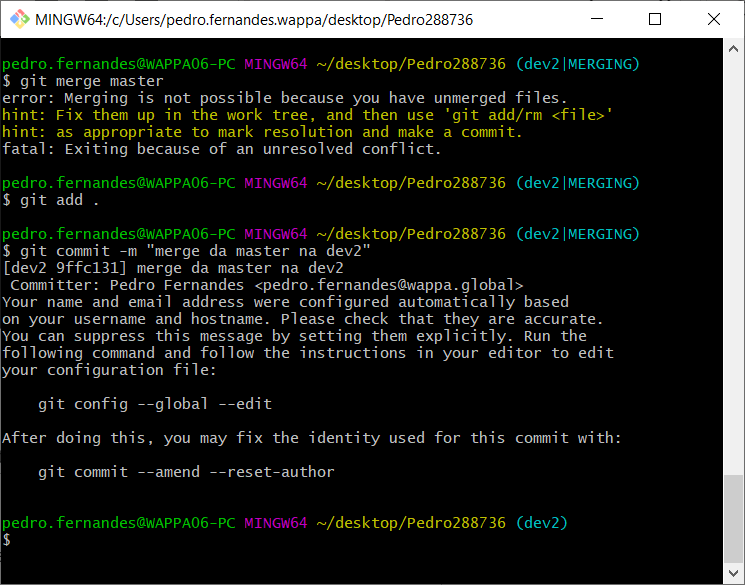 MINGW64:/c/Users/pedro.fernandes.wappa/desktop/Pedro288736
pedro.fernandes@WAPPA06-PC MINGW64 ~/desktop/Pedro288736 (dev2|MERGING)
$ git merge master
error: Merging is not possible because you have unmerged files.
hint: Fix them up in the work tree, and then use 'git add/rm <file>'
hint: as appropriate to mark resolution and make a commit.
fatal: Exiting because of an unresolved conflict.
pedro.fernandes@WAPPA06-PC MINGW64 ~/desktop/Pedro288736 (dev2|MERGING)
$ git add .
pedro.fernandes@WAPPA06-PC MINGW64 ~/desktop/Pedro288736 (dev2|MERGING)
$ git commit -m "merge da master na dev2"
[dev2 9ffc131] merge da master na dev2
Committer: Pedro Fernandes <pedro.fernandes@wappa.global>
Your name and email address were configured automatically based
on your username and hostname. Please check that they are accurate.
You can suppress this message by setting them explicitly. Run the
following command and follow the instructions in your editor to edit
your configuration file:
git config --global --edit
After doing this, you may fix the identity used for this commit with:
git commit --amend --reset-author
pedro.fernandes@WAPPA06-PC MINGW64 ~/desktop/Pedro288736 (dev2)
$